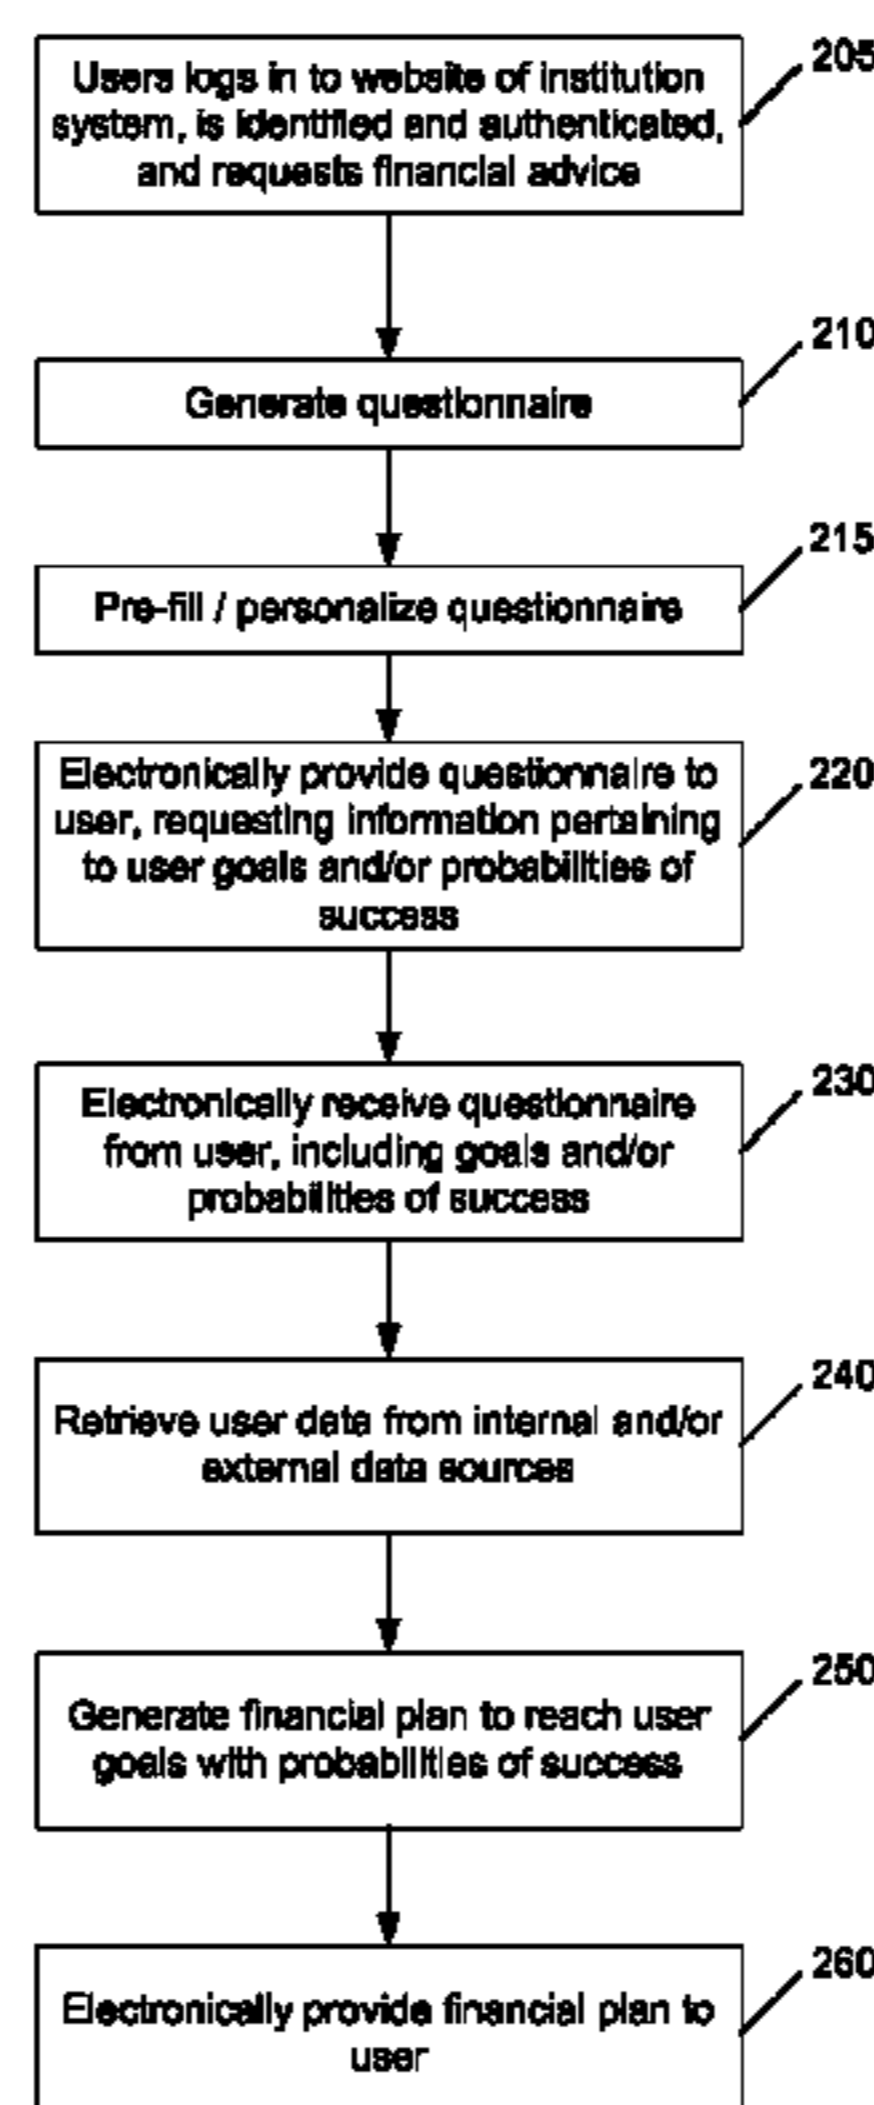 Users logs in to website of institution
system, is identified and authenticated,
and requests financial advice
205
Generate questionnaire
210
Pre-fill / personalize questionnaire
215
Electronically provide questionnaire to
user, requesting information pertaining
to user goals and/or probabilities of
success
220
Electronically receive questionnaire
from user, including goals and/or
probabilities of success
230
Retrieve user data from internal and/or
external data sources
240
Generate financial plan to reach user
goals with probabilities of success
250
Electronically provide financial plan to
user
260